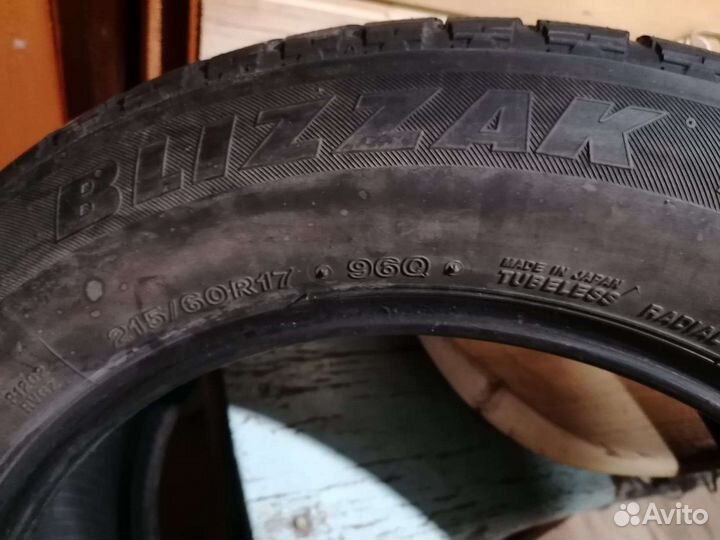 BLIZZAK
215/60R17 96Q
MADE IN JAPAN
TUBELESS
RADIAL
Avito